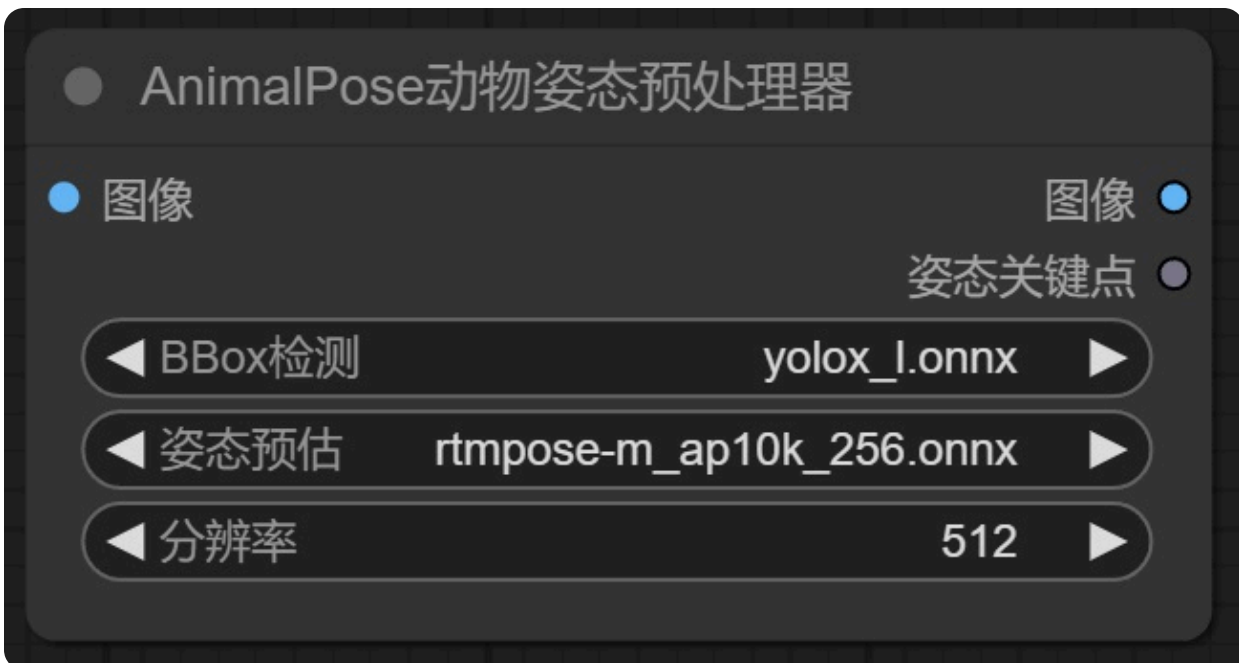 AnimalPose动物姿态预处理器
图像 图像
姿态关键点
BBox检测 yolox_l.onnx
姿态预估 rtmpose-m_ap10k_256.onnx
分辨率 512